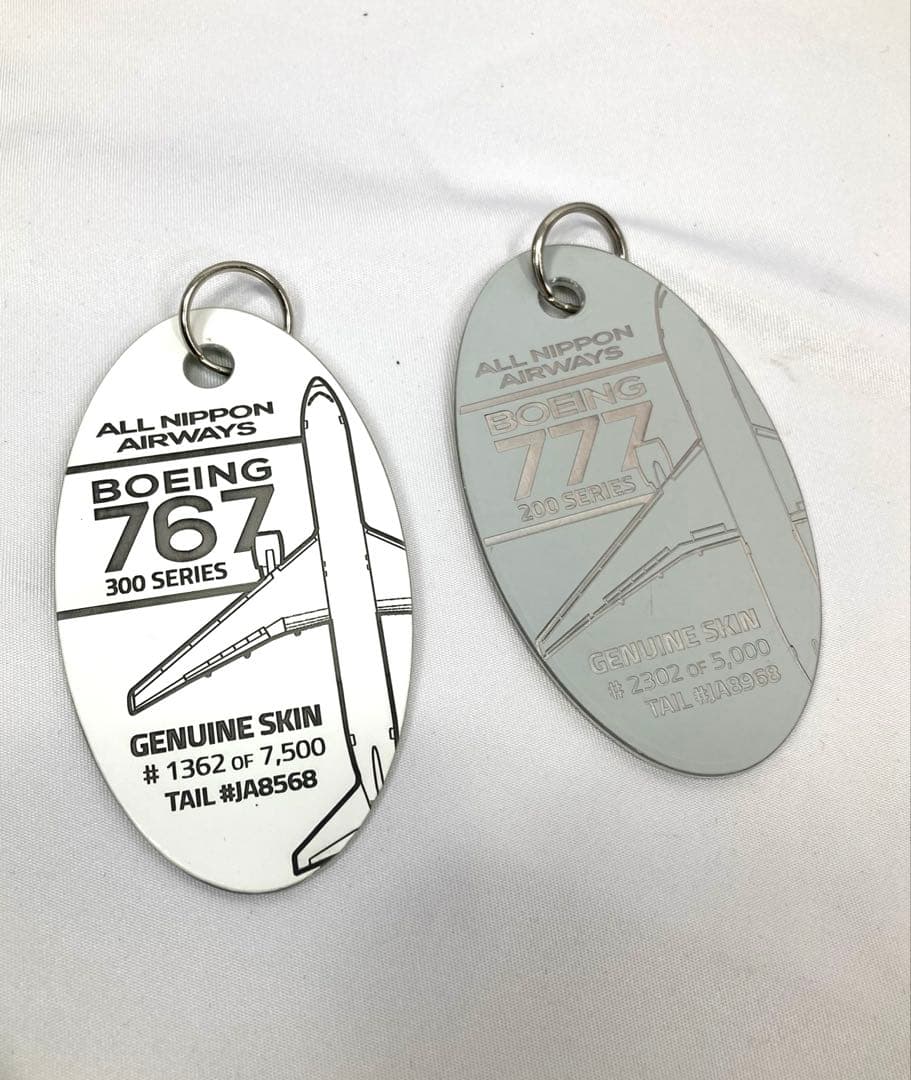 ALL NIPPON
AIRWAYS
BOEING
767
300 SERIES
GENUINE SKIN
# 1362 OF 7,500
TAIL #JA8568
ALL NIPPON
AIRWAYS
BOEING
777
200 SERIES
GENUINE SKIN
# 2302 OF 5,000
TAIL #JA8968